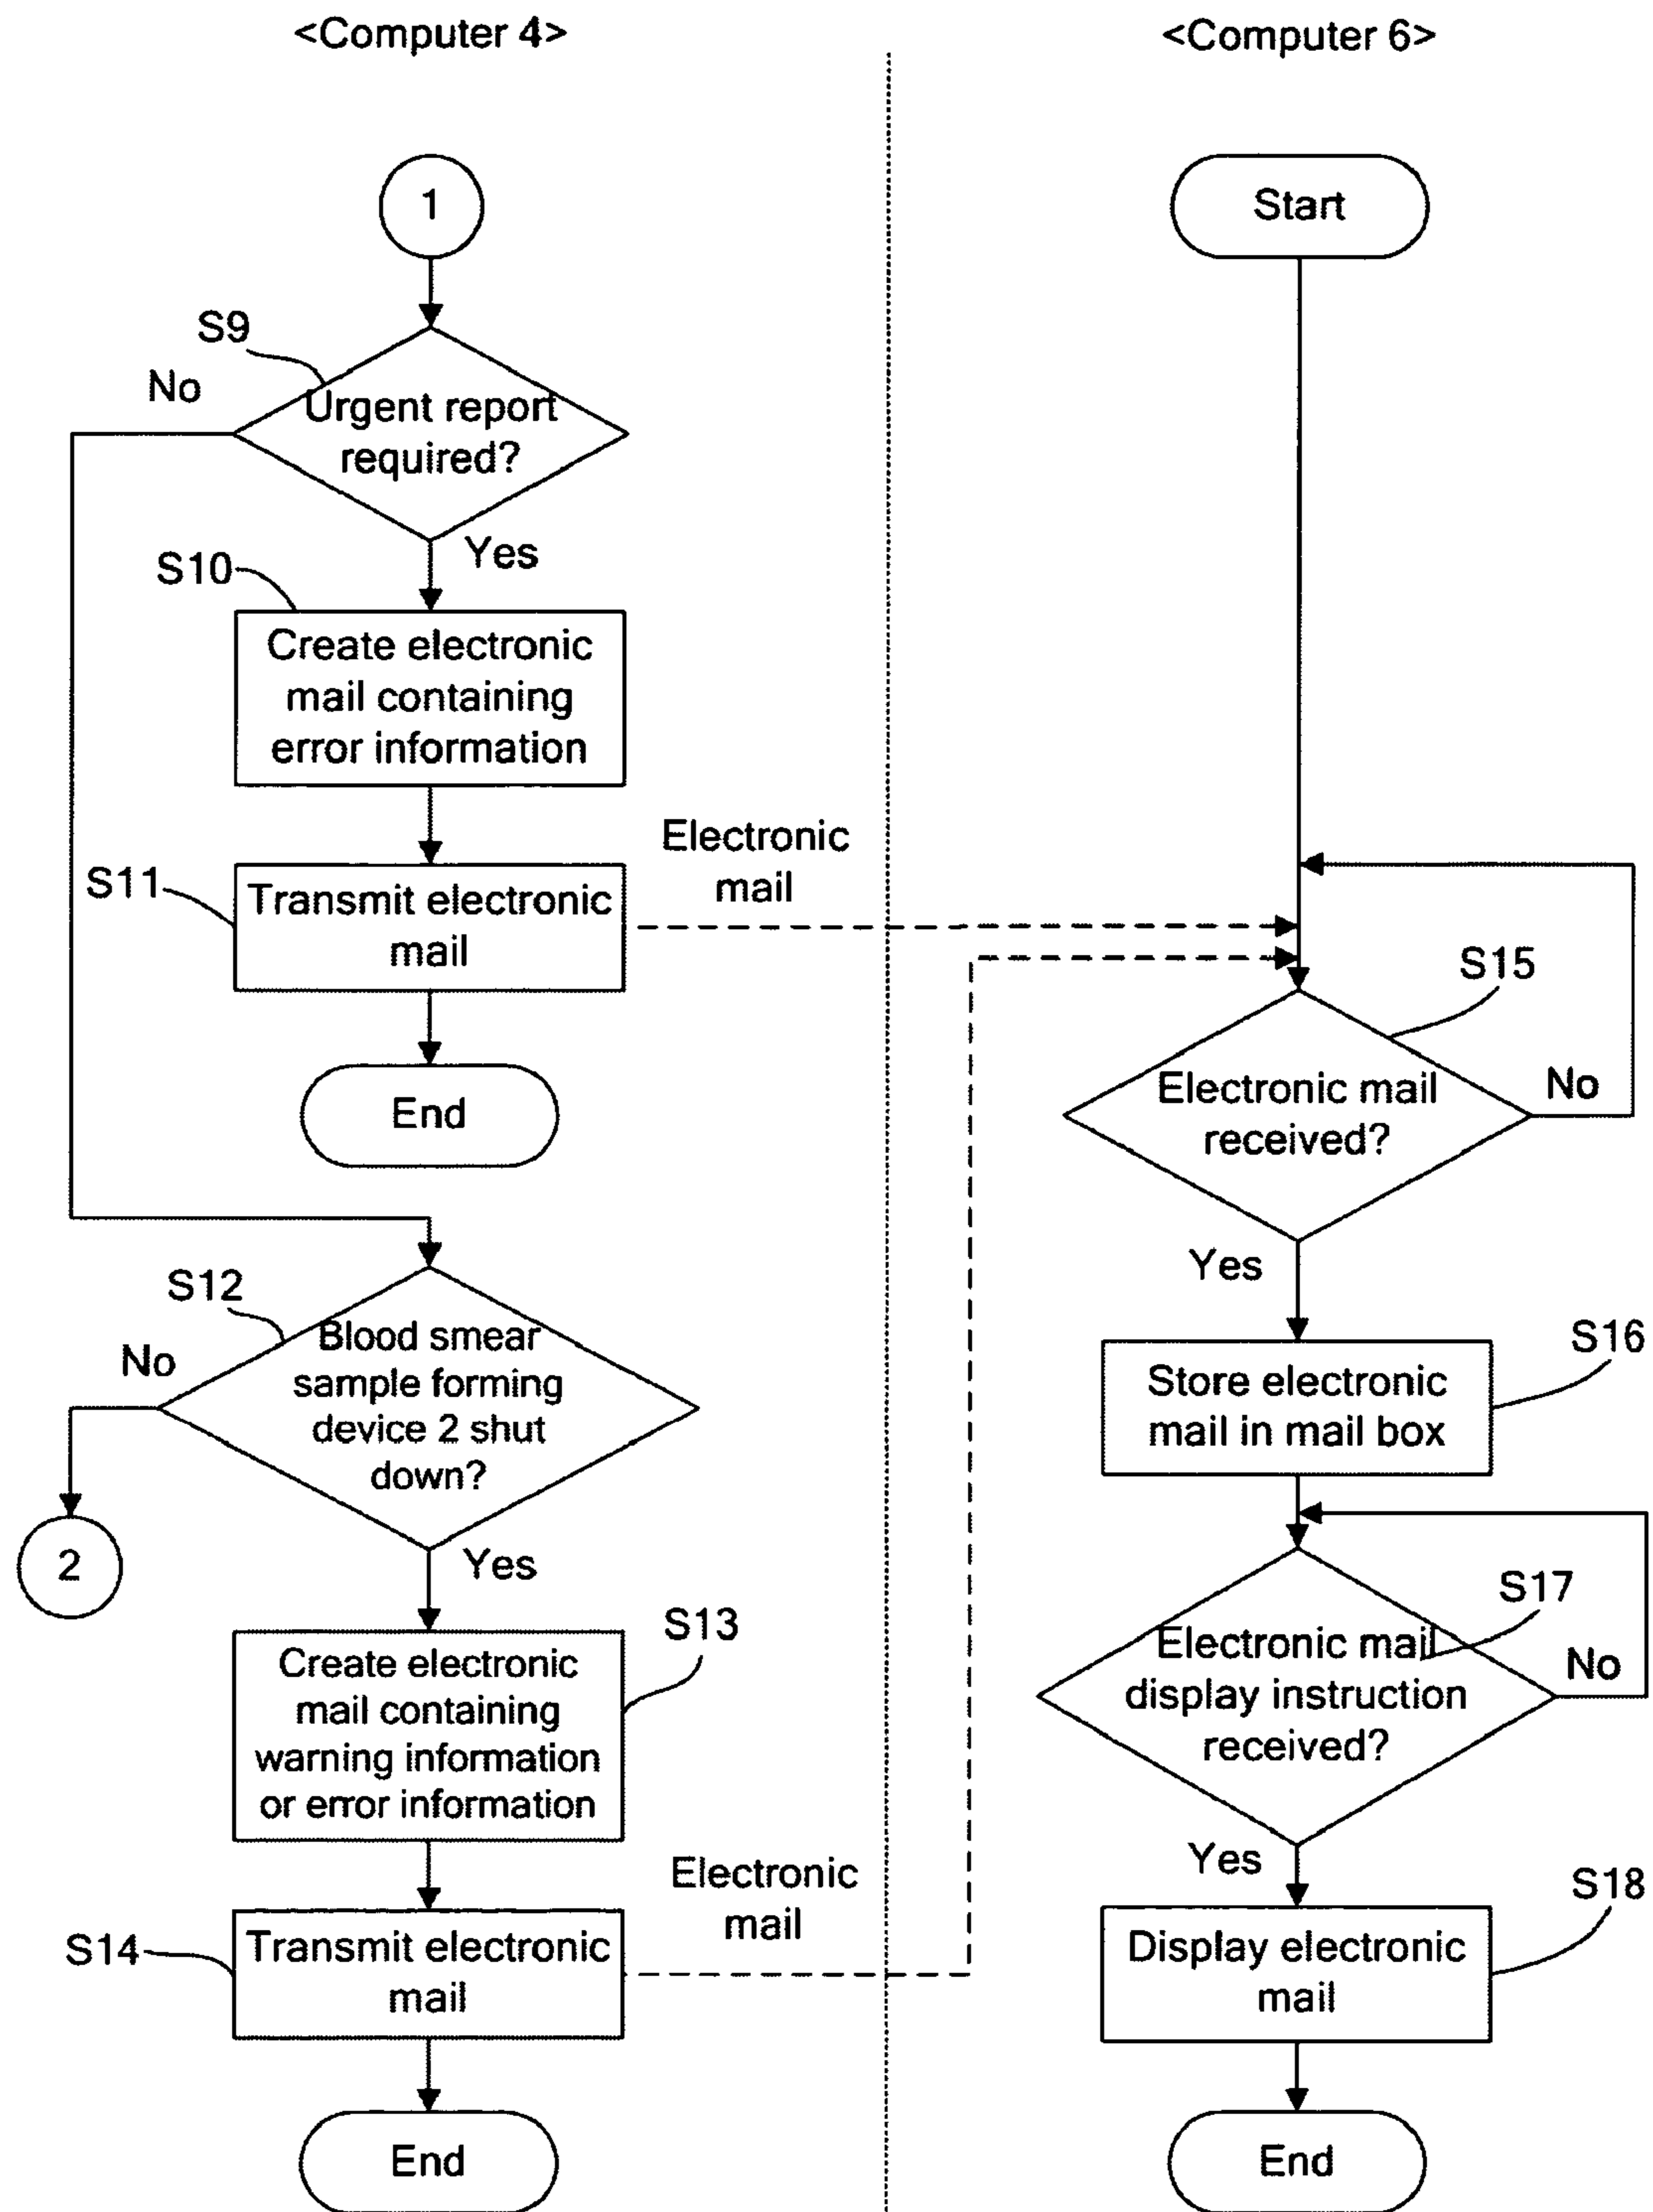 <Computer 4>
1
S9
No
Urgent report
required?
Yes
S10
Create electronic
mail containing
error information
Electronic
mail
S11
Transmit electronic
mail
End
S12
No
Blood smear
sample forming
device 2 shut
down?
2
Yes
S13
Create electronic
mail containing
warning information
or error information
Electronic
mail
S14
Transmit electronic
mail
End
<Computer 6>
Start
S15
Electronic mail
received?
No
Yes
S16
Store electronic
mail in mail box
S17
Electronic mail
display instruction
received?
No
Yes
S18
Display electronic
mail
End